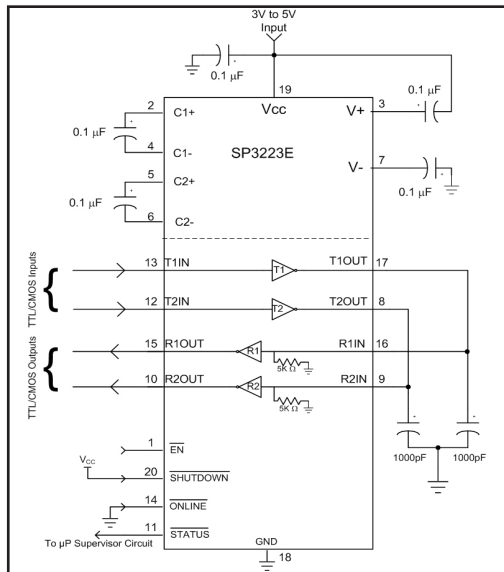 3V to 5V
Input
0.1 µF
19
Vcc
2
C1+
V+
3
0.1 µF
0.1 µF
4
C1-
SP3223E
5
C2+
V-
7
0.1 µF
0.1 µF
6
C2-
TTL/CMOS Inputs
13
T1IN
T1
T1OUT
17
12
T2IN
T2
T2OUT
8
TTL/CMOS Outputs
15
R1OUT
R1
R1IN
16
5K Ω
10
R2OUT
R2
R2IN
9
5K Ω
1000pF
1000pF
1
EN
VCC
20
SHUTDOWN
14
ONLINE
11
STATUS
To µP Supervisor Circuit
GND
18